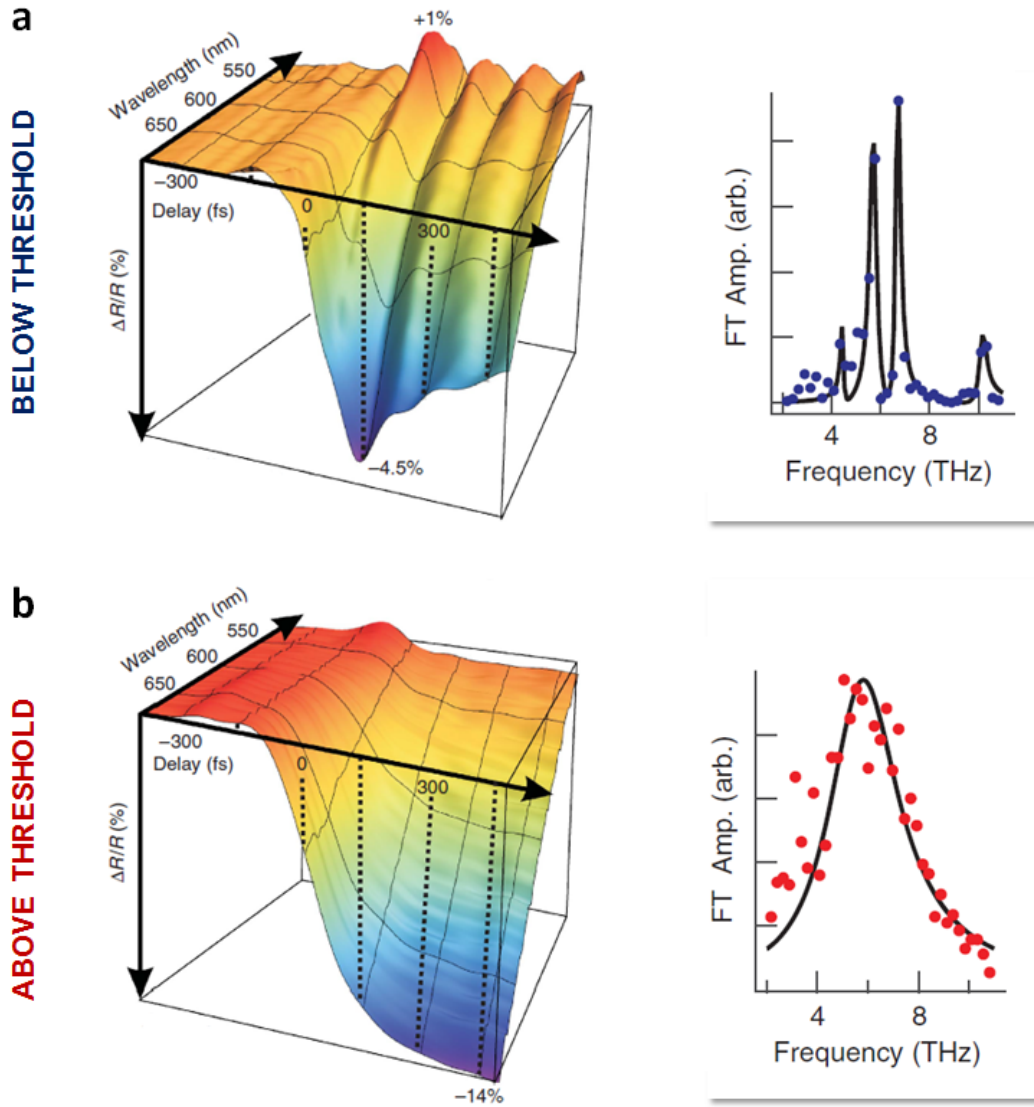 a
BELOW THRESHOLD
Wavelength (nm)
550
600
650
+1%
−300
0
300
Delay (fs)
ΔR/R (%)
−4.5%
FT Amp. (arb.)
4 8
Frequency (THz)
b
ABOVE THRESHOLD
Wavelength (nm)
550
600
650
−300
0
300
Delay (fs)
ΔR/R (%)
−14%
FT Amp. (arb.)
4 8
Frequency (THz)